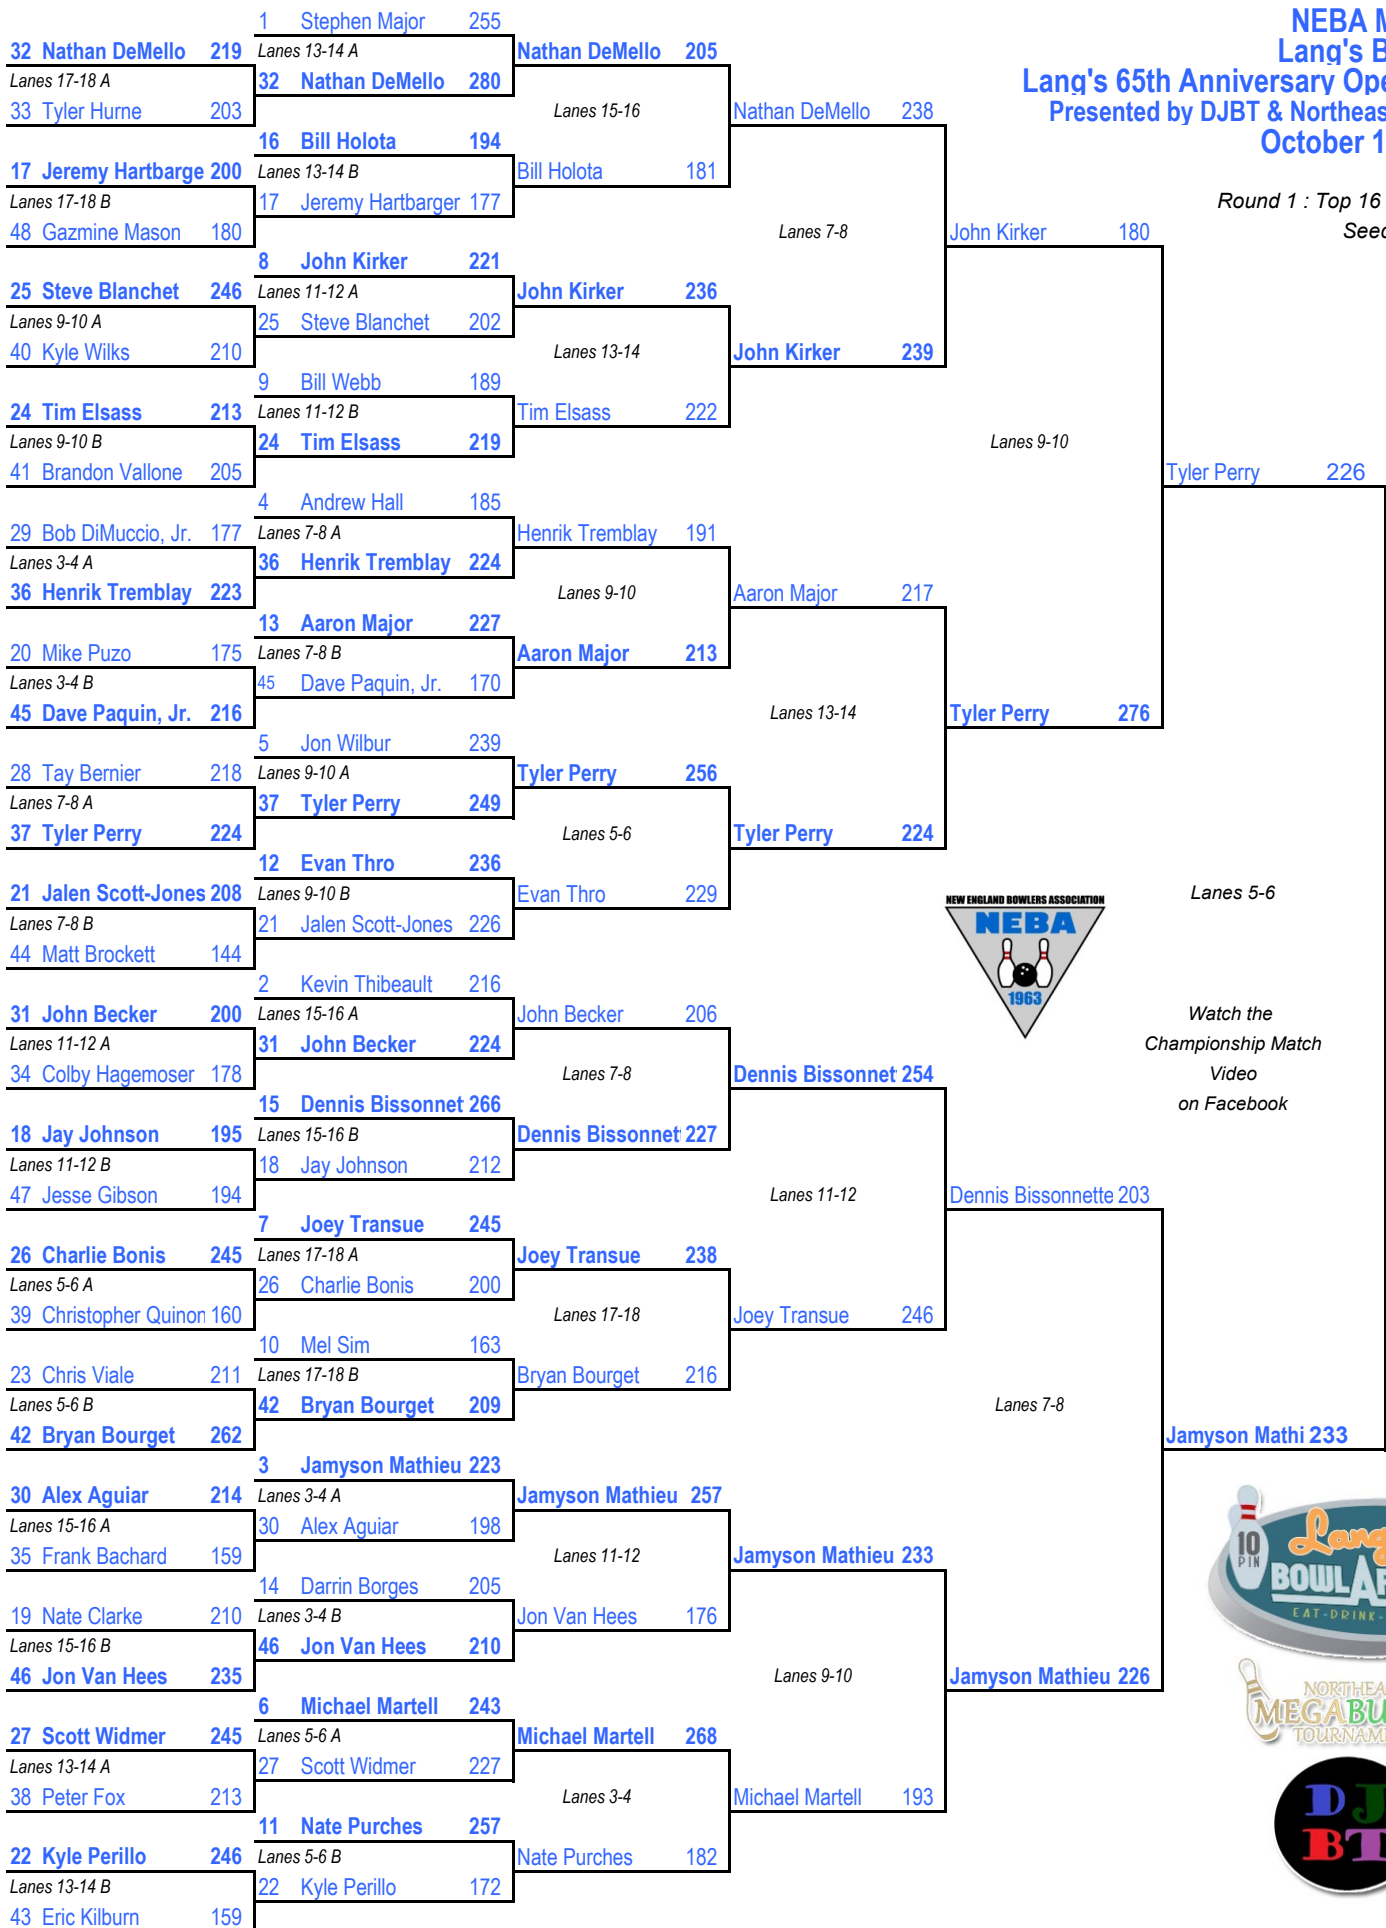 1 Stephen Major 255
32 Nathan DeMello 219
Lanes 13-14 A
Nathan DeMello 205
Lanes 17-18 A
32 Nathan DeMello 280
33 Tyler Hurne 203
Lanes 15-16
Nathan DeMello 238
16 Bill Holota 194
17 Jeremy Hartbarge 200
Lanes 13-14 B
Bill Holota 181
Lanes 17-18 B
17 Jeremy Hartbarger 177
48 Gazmine Mason 180
Lanes 7-8
John Kirker 180
8 John Kirker 221
25 Steve Blanchet 246
Lanes 11-12 A
John Kirker 236
Lanes 9-10 A
25 Steve Blanchet 202
40 Kyle Wilks 210
Lanes 13-14
John Kirker 239
9 Bill Webb 189
24 Tim Elsass 213
Lanes 11-12 B
Tim Elsass 222
Lanes 9-10 B
24 Tim Elsass 219
Lanes 9-10
41 Brandon Vallone 205
Tyler Perry 226
4 Andrew Hall 185
29 Bob DiMuccio, Jr. 177
Lanes 7-8 A
Henrik Tremblay 191
Lanes 3-4 A
36 Henrik Tremblay 224
36 Henrik Tremblay 223
Lanes 9-10
Aaron Major 217
13 Aaron Major 227
20 Mike Puzo 175
Lanes 7-8 B
Aaron Major 213
Lanes 3-4 B
45 Dave Paquin, Jr. 170
45 Dave Paquin, Jr. 216
Lanes 13-14
Tyler Perry 276
5 Jon Wilbur 239
28 Tay Bernier 218
Lanes 9-10 A
Tyler Perry 256
Lanes 7-8 A
37 Tyler Perry 249
37 Tyler Perry 224
Lanes 5-6
Tyler Perry 224
12 Evan Thro 236
21 Jalen Scott-Jones 208
Lanes 9-10 B
Evan Thro 229
Lanes 5-6
Lanes 7-8 B
21 Jalen Scott-Jones 226
44 Matt Brockett 144
2 Kevin Thibeault 216
31 John Becker 200
Lanes 15-16 A
John Becker 206
Lanes 11-12 A
31 John Becker 224
34 Colby Hagemoser 178
Lanes 7-8
Dennis Bissonnet 254
15 Dennis Bissonnet 266
18 Jay Johnson 195
Lanes 15-16 B
Dennis Bissonnet 227
Lanes 11-12 B
18 Jay Johnson 212
47 Jesse Gibson 194
Lanes 11-12
Dennis Bissonnette 203
7 Joey Transue 245
26 Charlie Bonis 245
Lanes 17-18 A
Joey Transue 238
Lanes 5-6 A
26 Charlie Bonis 200
39 Christopher Quinon 160
Lanes 17-18
Joey Transue 246
10 Mel Sim 163
23 Chris Viale 211
Lanes 17-18 B
Bryan Bourget 216
Lanes 5-6 B
42 Bryan Bourget 209
Lanes 7-8
42 Bryan Bourget 262
Jamyson Mathi 233
3 Jamyson Mathieu 223
30 Alex Aguiar 214
Lanes 3-4 A
Jamyson Mathieu 257
Lanes 15-16 A
30 Alex Aguiar 198
35 Frank Bachard 159
Lanes 11-12
Jamyson Mathieu 233
14 Darrin Borges 205
19 Nate Clarke 210
Lanes 3-4 B
Jon Van Hees 176
Lanes 15-16 B
46 Jon Van Hees 210
46 Jon Van Hees 235
Lanes 9-10
Jamyson Mathieu 226
6 Michael Martell 243
27 Scott Widmer 245
Lanes 5-6 A
Michael Martell 268
Lanes 13-14 A
27 Scott Widmer 227
38 Peter Fox 213
Lanes 3-4
Michael Martell 193
11 Nate Purches 257
22 Kyle Perillo 246
Lanes 5-6 B
Nate Purches 182
Lanes 13-14 B
22 Kyle Perillo 172
43 Eric Kilburn 159
NEBA M
Lang's B
Lang's 65th Anniversary Ope
Presented by DJBT & Northeas
October 1
Round 1 : Top 16
Seed
NEW ENGLAND BOWLERS ASSOCIATION
NEBA
1963
Watch the
Championship Match
Video
on Facebook
10
PIN
Lang
BOWLA
EAT-DRINK-
NORTHEA
MEGABU
TOURNAM
DJ
BT